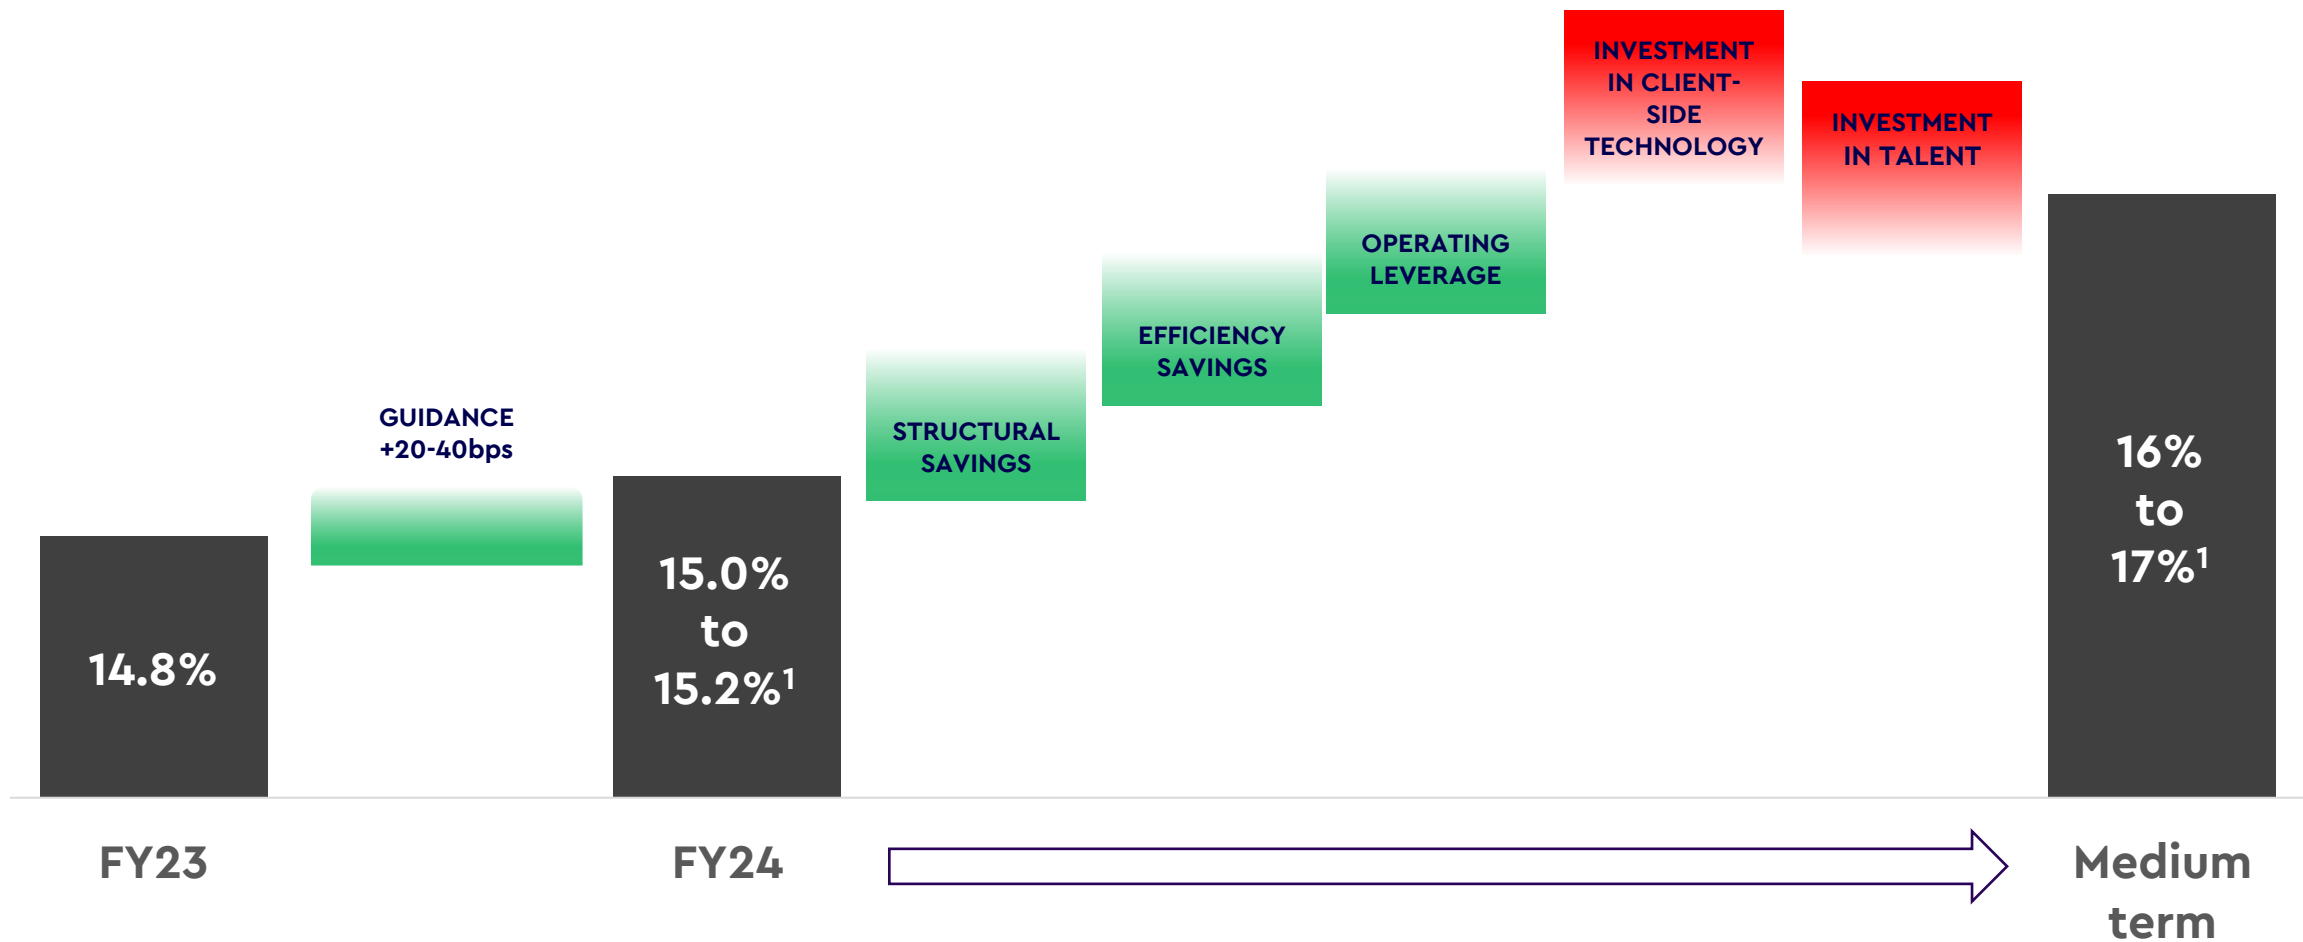 14.8%
FY23
GUIDANCE
+20-40bps
15.0%
to
15.2%¹
FY24
STRUCTURAL
SAVINGS
EFFICIENCY
SAVINGS
OPERATING
LEVERAGE
INVESTMENT
IN CLIENT-
SIDE
TECHNOLOGY
INVESTMENT
IN TALENT
16%
to
17%¹
Medium
term